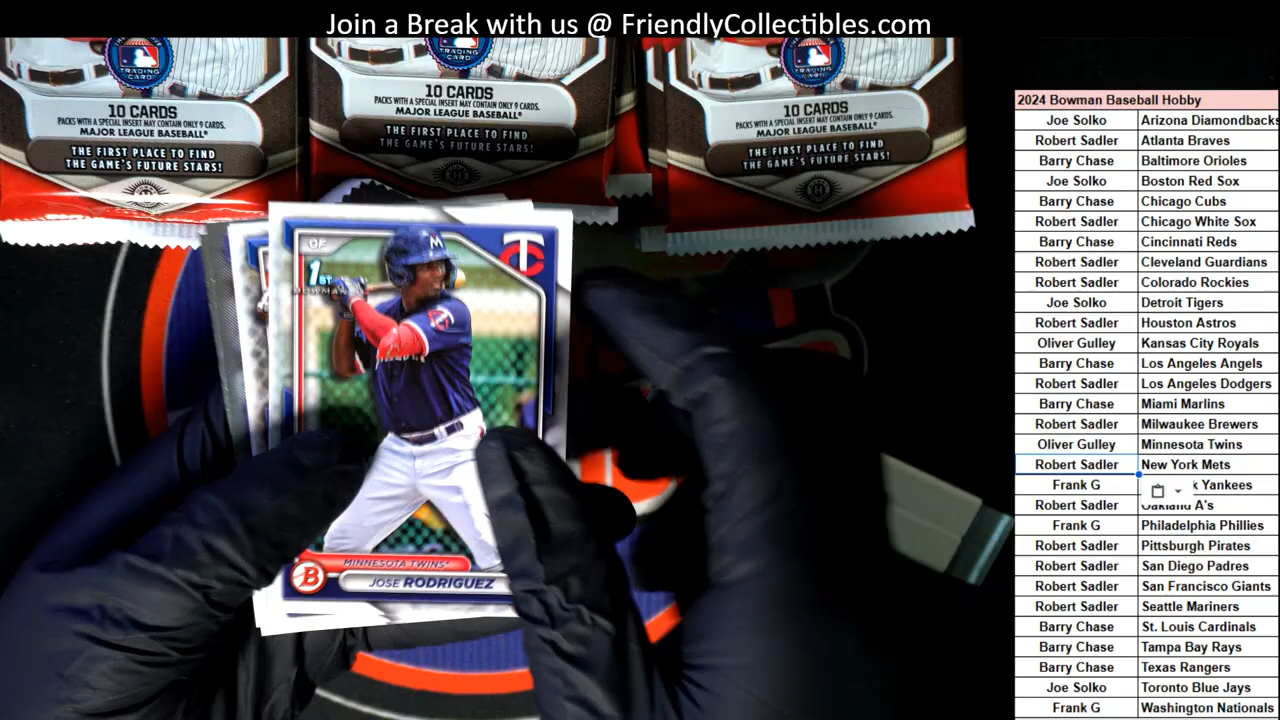 Join a Break with us @ FriendlyCollectibles.com
TRADING
CARD
10 CARDS
PACKS WITH A SPECIAL INSERT MAY CONTAIN ONLY 9 CARDS.
MAJOR LEAGUE BASEBALL®
THE FIRST PLACE TO FIND
THE GAME'S FUTURE STARS!
TRADING
CARD
10 CARDS
PACKS WITH A SPECIAL INSERT MAY CONTAIN ONLY 9 CARDS.
MAJOR LEAGUE BASEBALL®
THE FIRST PLACE TO FIND
THE GAME'S FUTURE STARS!
TRADING
CARD
10 CARDS
PACKS WITH A SPECIAL INSERT MAY CONTAIN ONLY 9 CARDS.
MAJOR LEAGUE BASEBALL®
THE FIRST PLACE TO FIND
THE GAME'S FUTURE STARS!
OF
TC
M
1ST
BOWMAN
B
MINNESOTA TWINS®
JOSE RODRIGUEZ
2024 Bowman Baseball Hobby
Joe Solko Arizona Diamondbacks
Robert Sadler Atlanta Braves
Barry Chase Baltimore Orioles
Joe Solko Boston Red Sox
Barry Chase Chicago Cubs
Robert Sadler Chicago White Sox
Barry Chase Cincinnati Reds
Robert Sadler Cleveland Guardians
Robert Sadler Colorado Rockies
Joe Solko Detroit Tigers
Robert Sadler Houston Astros
Oliver Gulley Kansas City Royals
Barry Chase Los Angeles Angels
Robert Sadler Los Angeles Dodgers
Barry Chase Miami Marlins
Robert Sadler Milwaukee Brewers
Oliver Gulley Minnesota Twins
Robert Sadler New York Mets
Frank G k Yankees
Robert Sadler Oakland A's
Frank G Philadelphia Phillies
Robert Sadler Pittsburgh Pirates
Robert Sadler San Diego Padres
Robert Sadler San Francisco Giants
Robert Sadler Seattle Mariners
Barry Chase St. Louis Cardinals
Barry Chase Tampa Bay Rays
Barry Chase Texas Rangers
Joe Solko Toronto Blue Jays
Frank G Washington Nationals